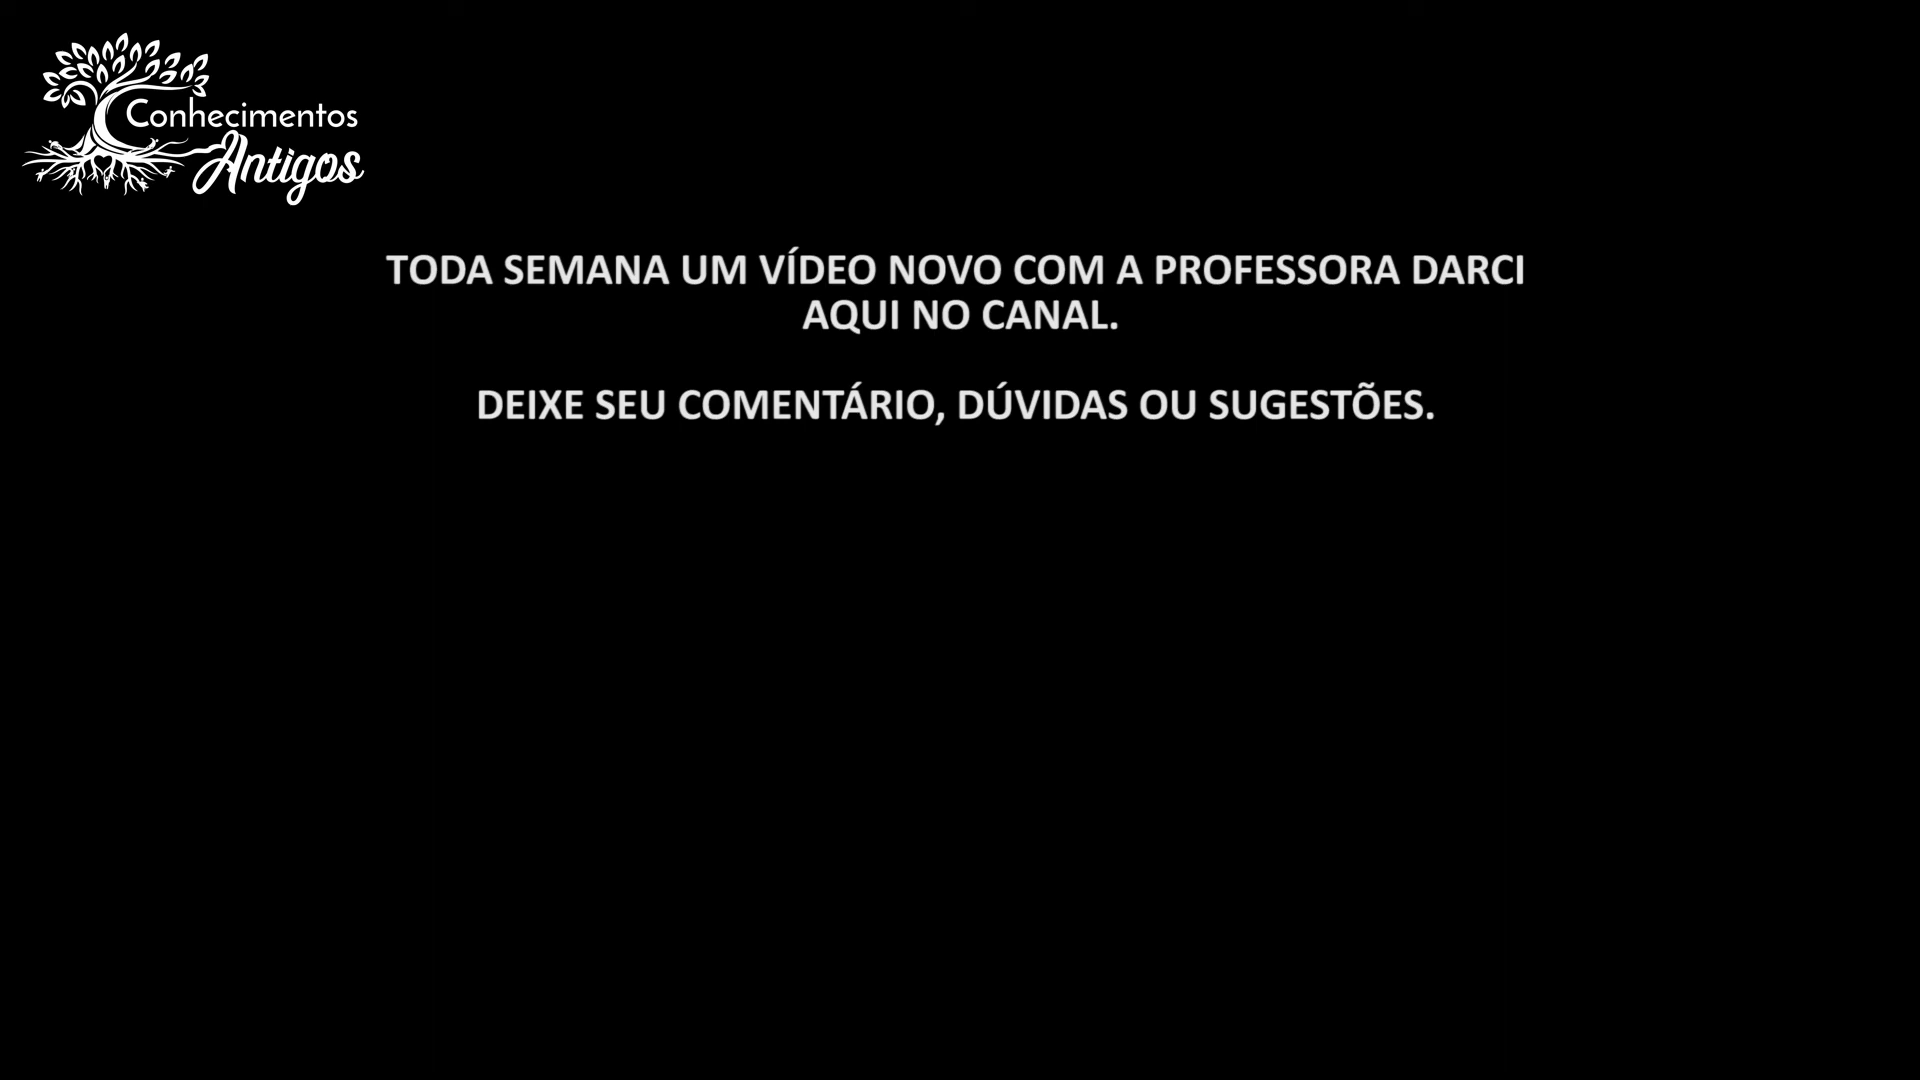 Conhecimentos
Antigos
TODA SEMANA UM VÍDEO NOVO COM A PROFESSORA DARCI
AQUI NO CANAL.
DEIXE SEU COMENTÁRIO, DÚVIDAS OU SUGESTÕES.